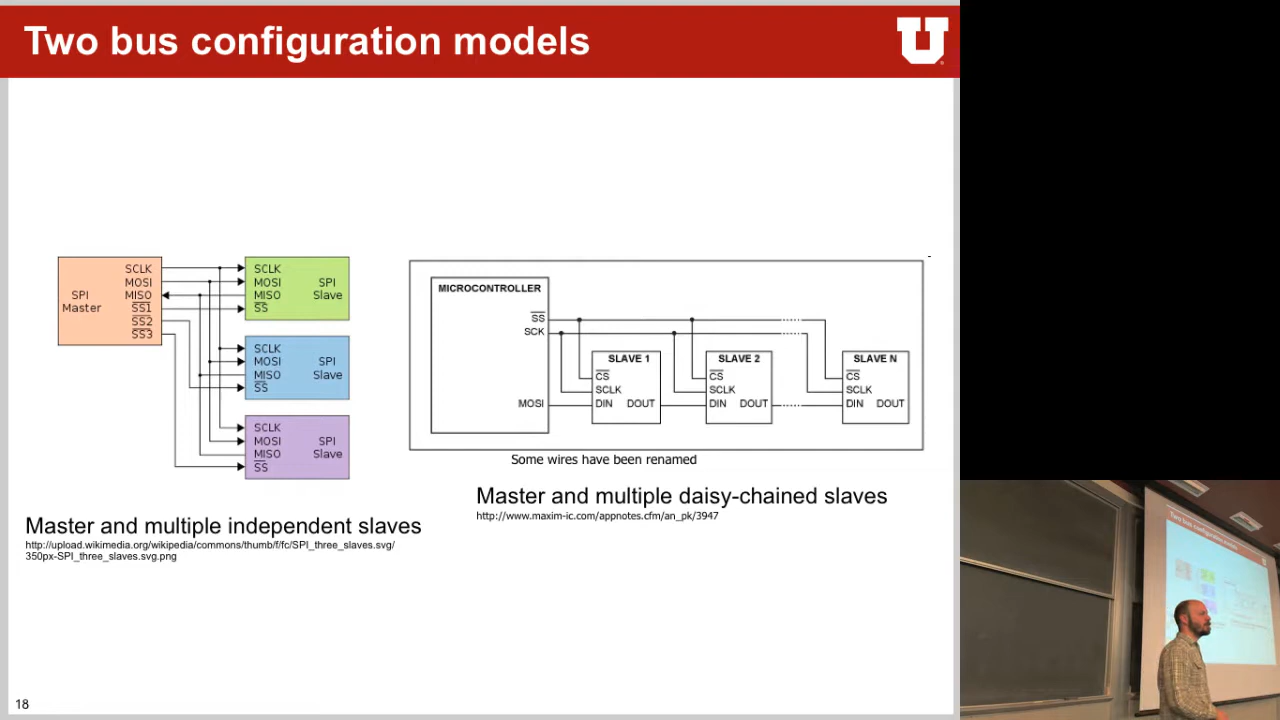 Two bus configuration models
U
SCLK
MOSI
MISO
SS1
SS2
SS3
SPI
Master
SCLK
MOSI
MISO
SS
SPI
Slave
SCLK
MOSI
MISO
SS
SPI
Slave
SCLK
MOSI
MISO
SS
SPI
Slave
Master and multiple independent slaves
http://upload.wikimedia.org/wikipedia/commons/thumb/f/fc/SPI_three_slaves.svg/
350px-SPI_three_slaves.svg.png
MICROCONTROLLER
SS
SCK
MOSI
SLAVE 1
CS
SCLK
DIN DOUT
SLAVE 2
CS
SCLK
DIN DOUT
SLAVE N
CS
SCLK
DIN DOUT
Some wires have been renamed
Master and multiple daisy-chained slaves
http://www.maxim-ic.com/appnotes.cfm/an_pk/3947
18
Two bus configuration models